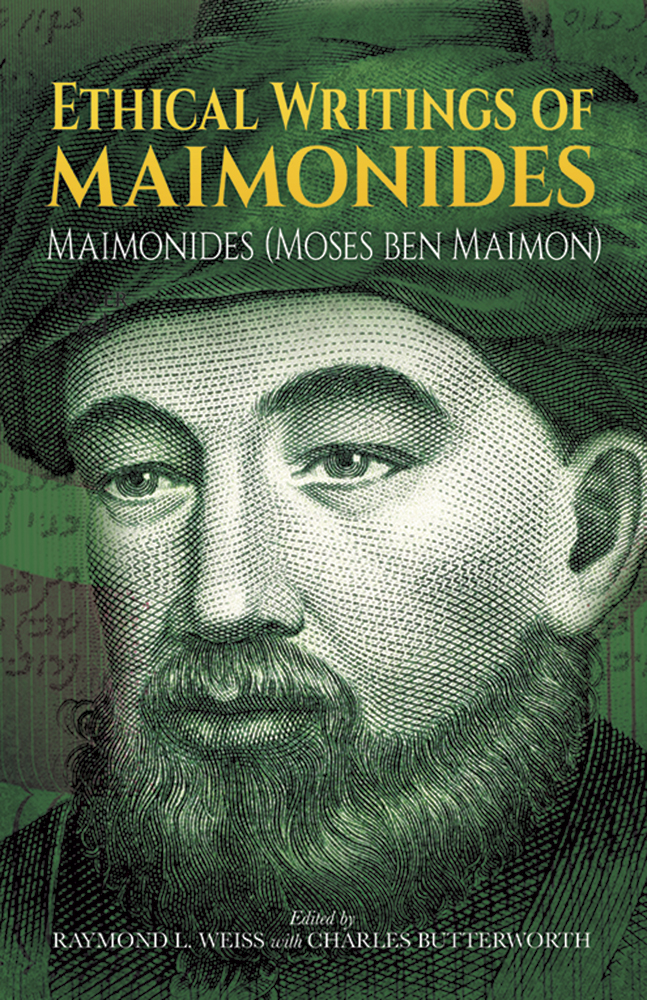 ETHICAL WRITINGS OF
MAIMONIDES
MAIMONIDES (MOSES BEN MAIMON)
Edited by
RAYMOND L. WEISS with CHARLES BUTTERWORTH